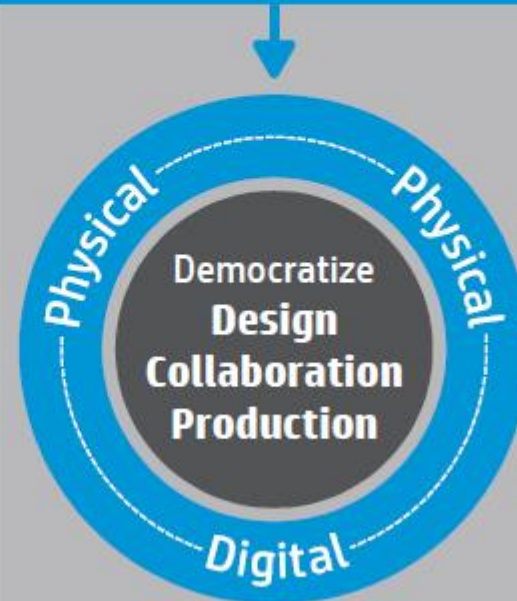 Physical
Physical
Democratize
Design
Collaboration
Production
Digital